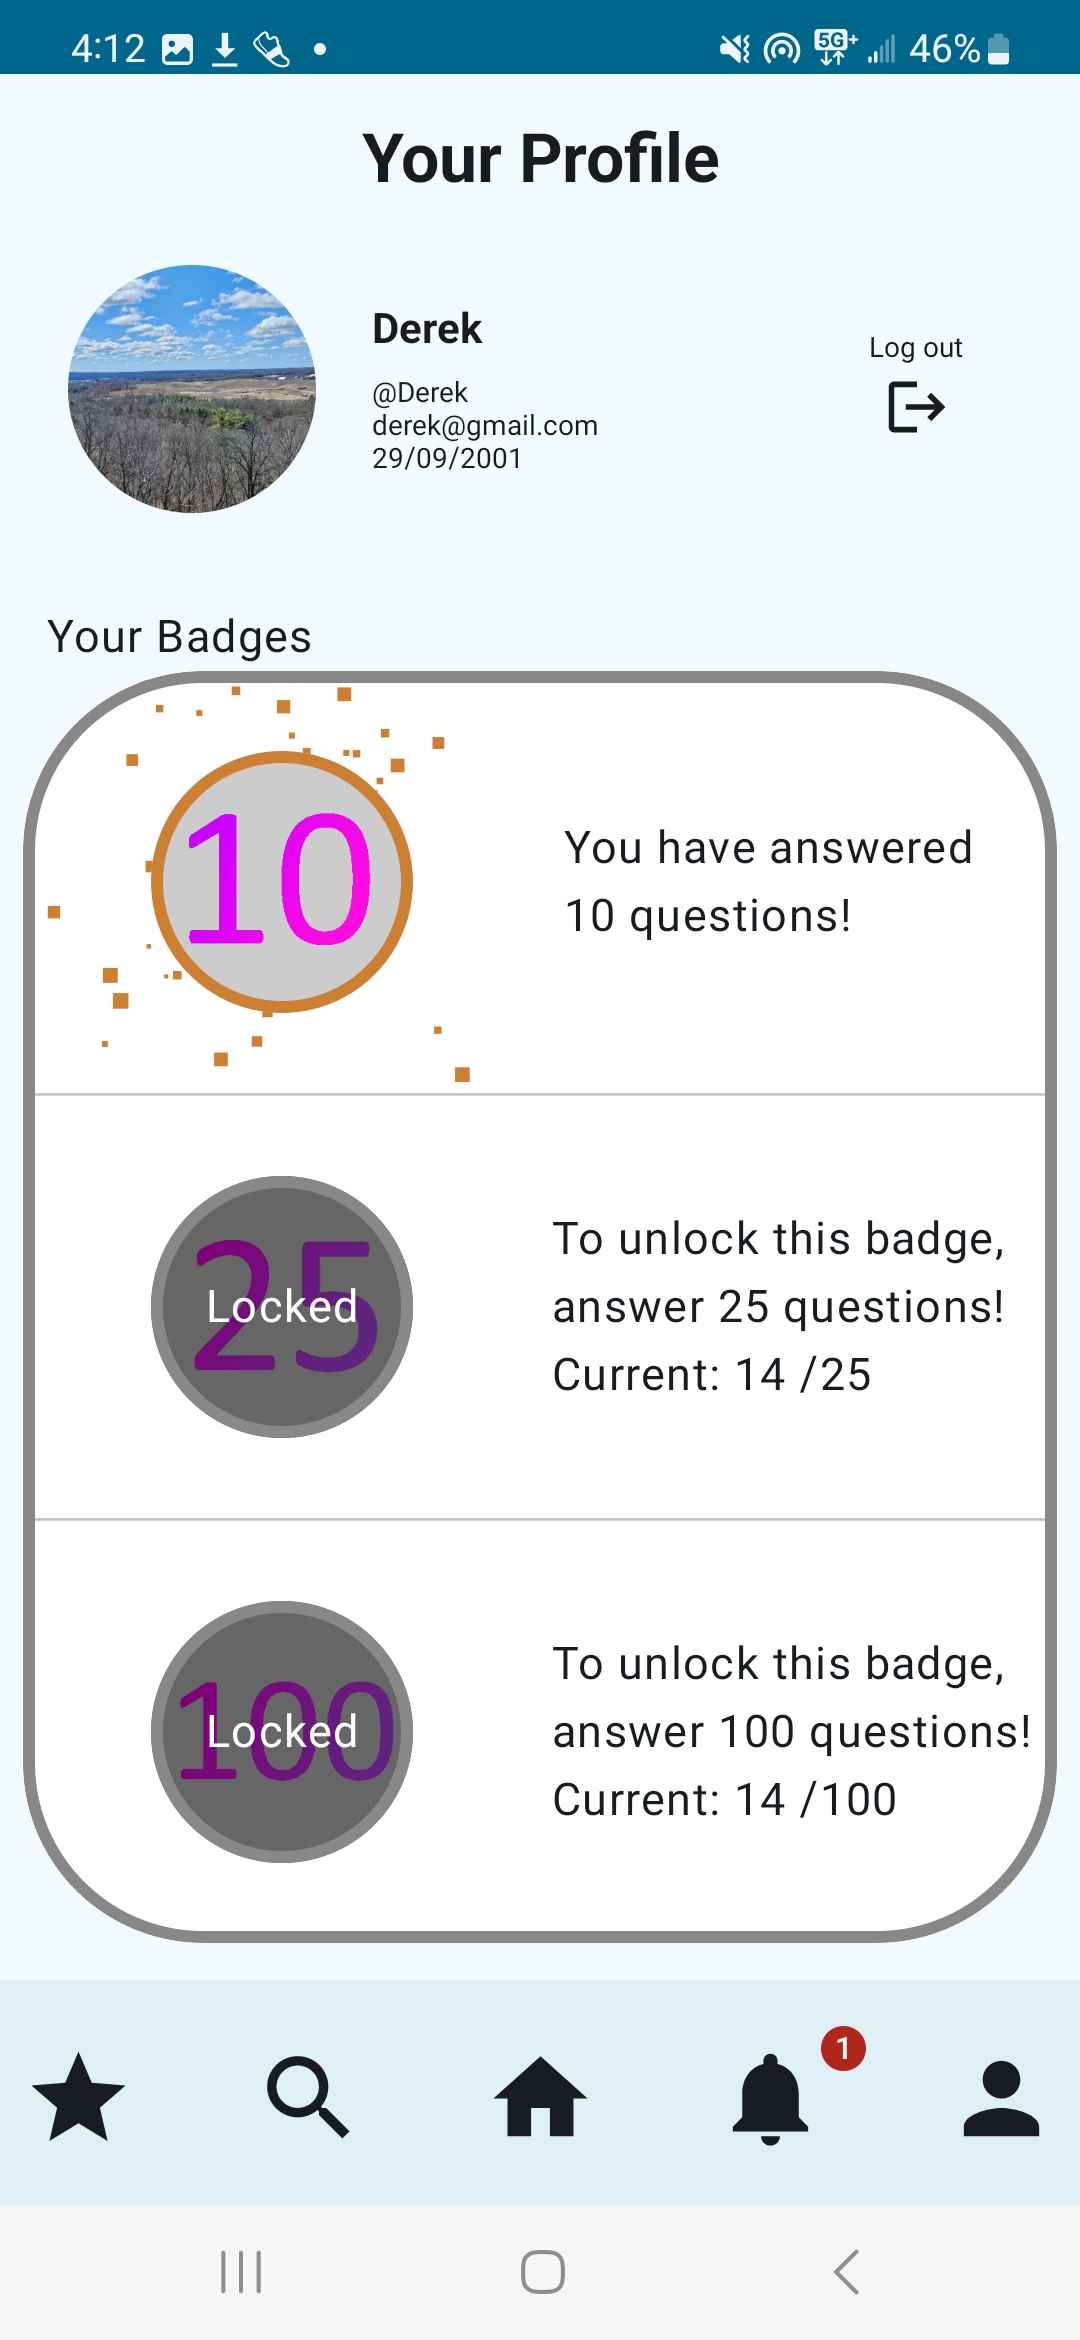 4:12
5G+ 46%
Your Profile
Derek
@Derek
derek@gmail.com
29/09/2001
Log out
Your Badges
10
You have answered
10 questions!
25
Locked
To unlock this badge,
answer 25 questions!
Current: 14 /25
100
Locked
To unlock this badge,
answer 100 questions!
Current: 14 /100
1